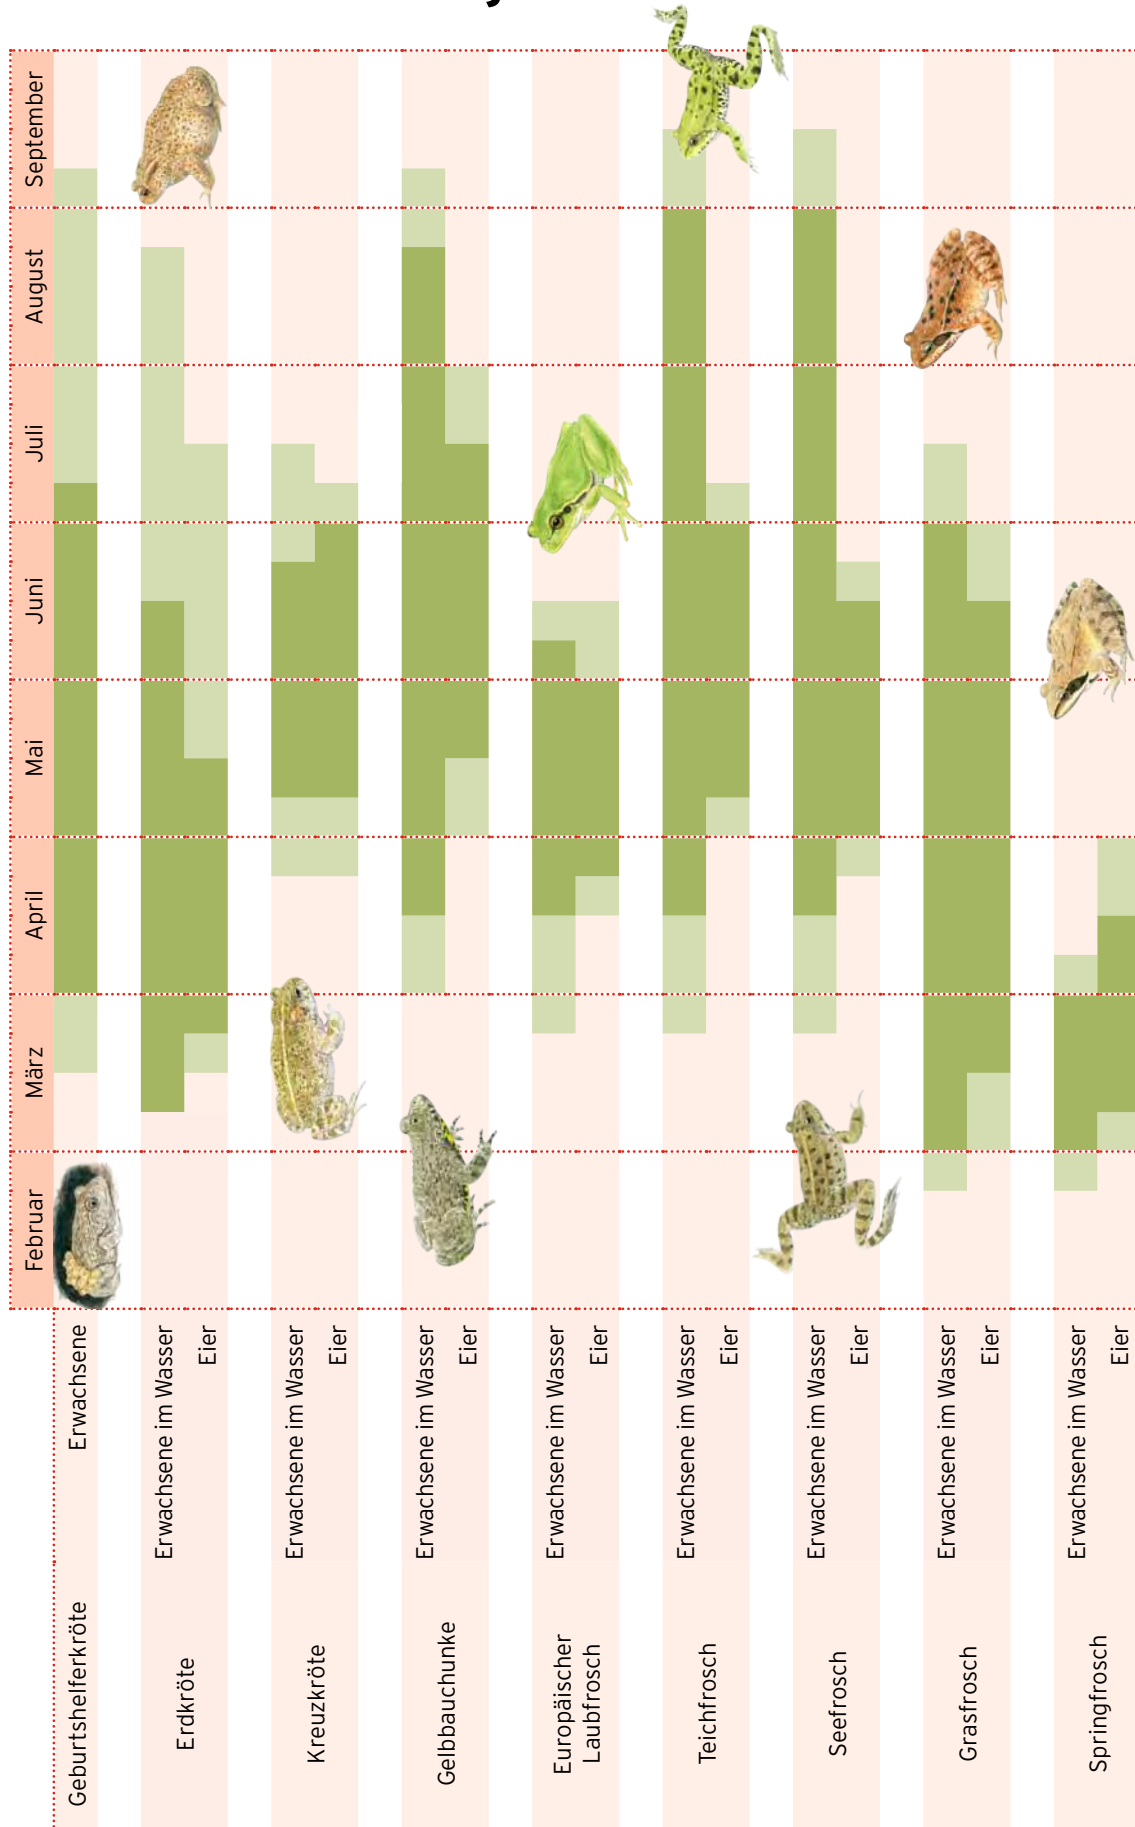 Februar
März
April
Mai
Juni
Juli
August
September
Geburtshelferkröte
Erwachsene
Erdkröte
Erwachsene im Wasser
Eier
Kreuzkröte
Erwachsene im Wasser
Eier
Gelbbauchunke
Erwachsene im Wasser
Eier
Europäischer
Laubfrosch
Erwachsene im Wasser
Eier
Teichfrosch
Erwachsene im Wasser
Eier
Seefrosch
Erwachsene im Wasser
Eier
Grasfrosch
Erwachsene im Wasser
Eier
Springfrosch
Erwachsene im Wasser
Eier